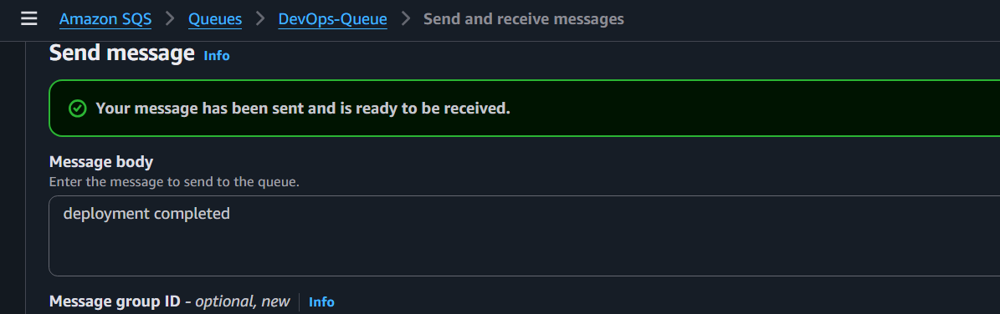 Amazon SQS > Queues > DevOps-Queue > Send and receive messages
Send message Info
Your message has been sent and is ready to be received.
Message body
Enter the message to send to the queue.
deployment completed
Message group ID - optional, new Info